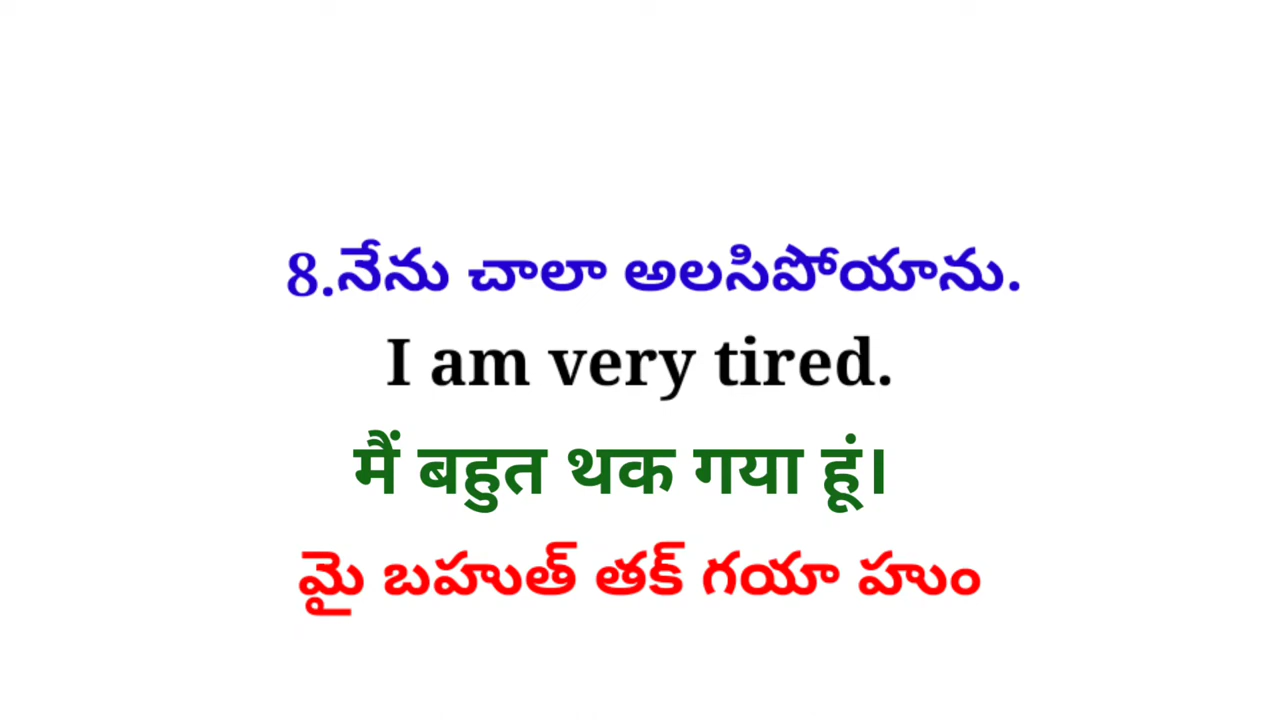 8.నేను చాలా అలసిపోయాను.
I am very tired.
मैं बहुत थक गया हूं।
మై బహుత్ తక్ గయా హుం